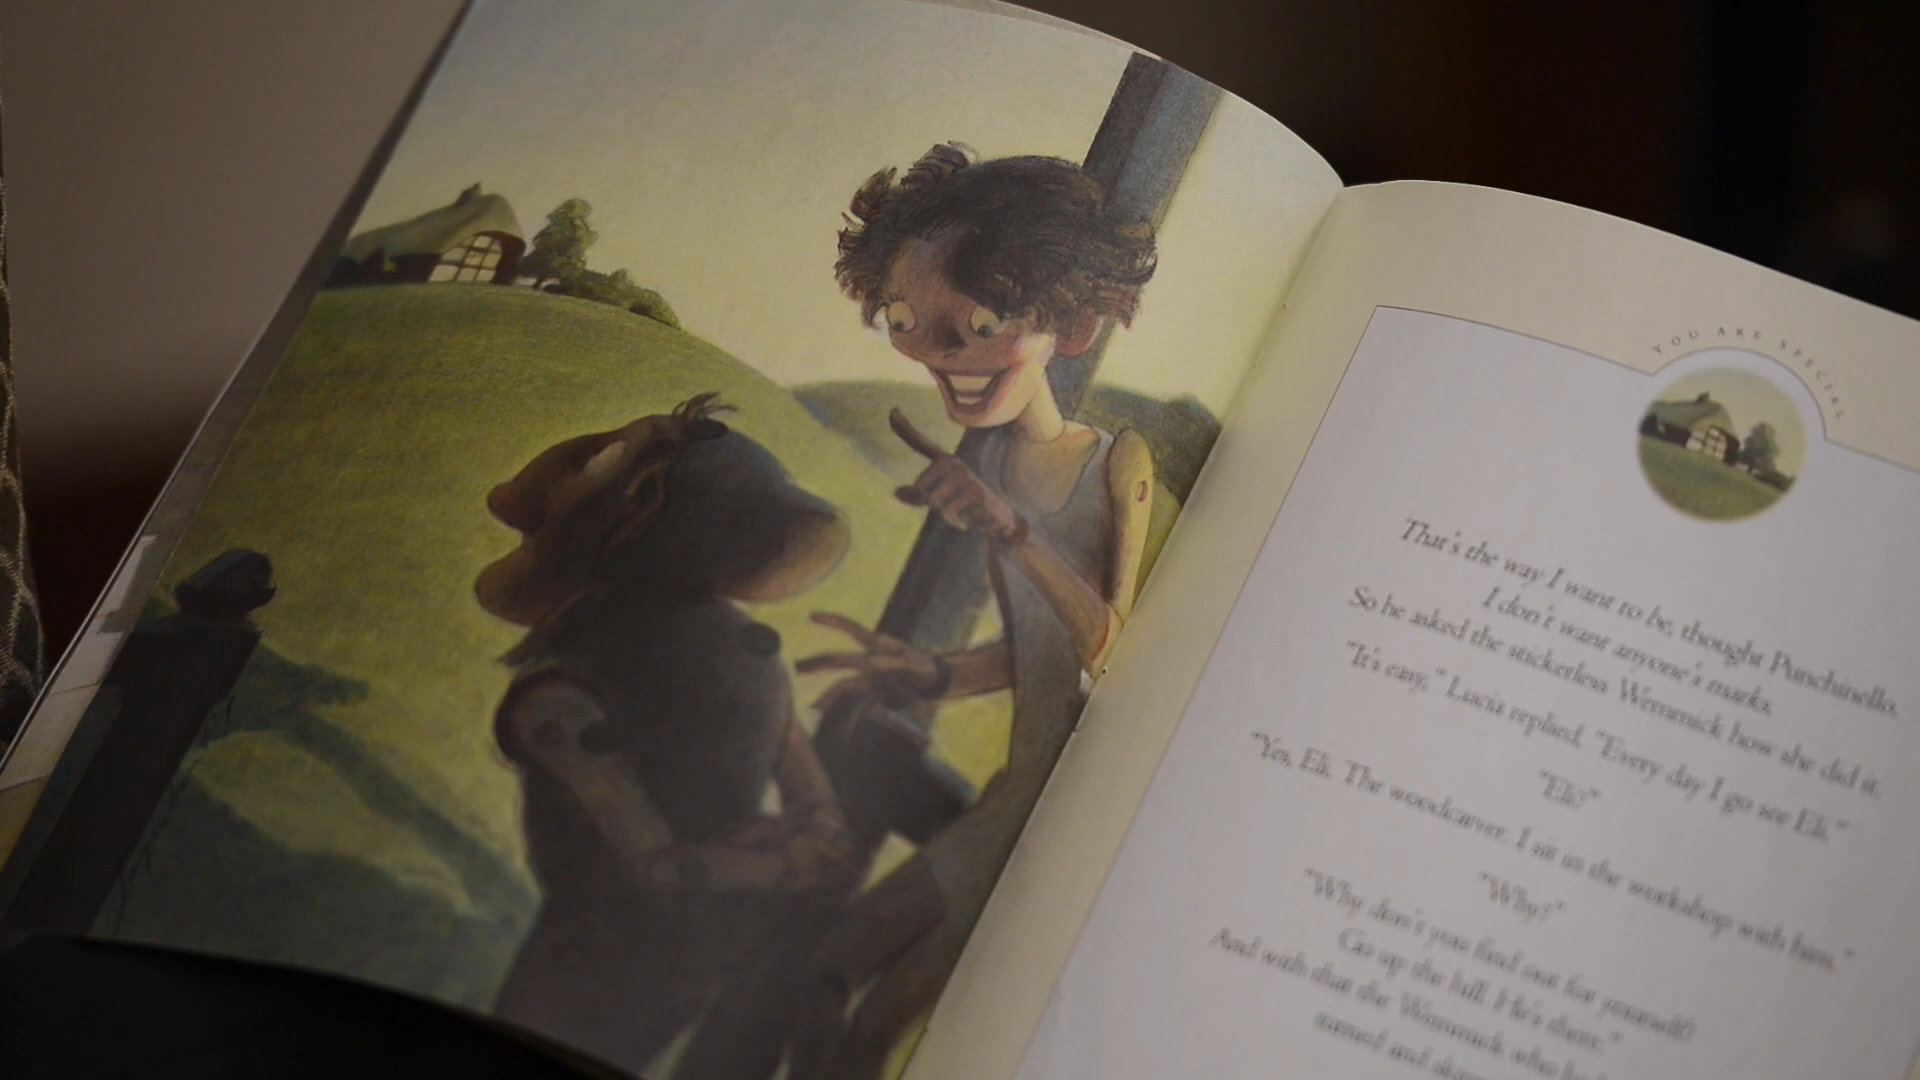 YOU ARE SPECIAL
That's the way I want to be, thought Punchinello.
I don't want anyone's marks.
So he asked the stickerless Wemmick how she did it.
"It's easy," Lucia replied. "Every day I go see Eli."
"Eli?"
"Yes, Eli. The woodcarver. I sit in the workshop with him."
"Why?"
"Why don't you find out for yourself?
Go up the hill. He's there."
And with that the Wemmick who
turned and